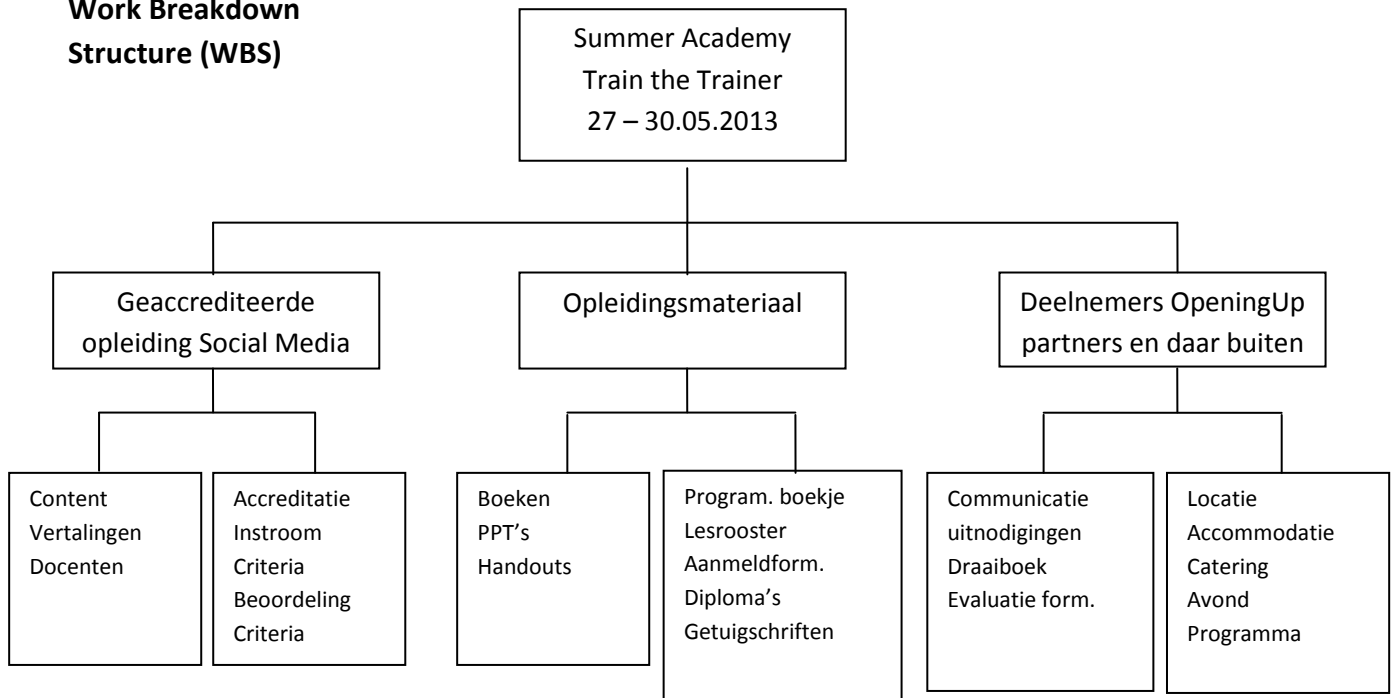 Work Breakdown
Structure (WBS)
Summer Academy
Train the Trainer
27 – 30.05.2013
Geaccrediteerde
opleiding Social Media
Opleidingsmateriaal
Deelnemers OpeningUp
partners en daar buiten
Content
Vertalingen
Docenten
Accreditatie
Instroom
Criteria
Beoordeling
Criteria
Boeken
PPT’s
Handouts
Program. boekje
Lesrooster
Aanmeldform.
Diploma’s
Getuigschriften
Communicatie
uitnodigingen
Draaiboek
Evaluatie form.
Locatie
Accommodatie
Catering
Avond
Programma